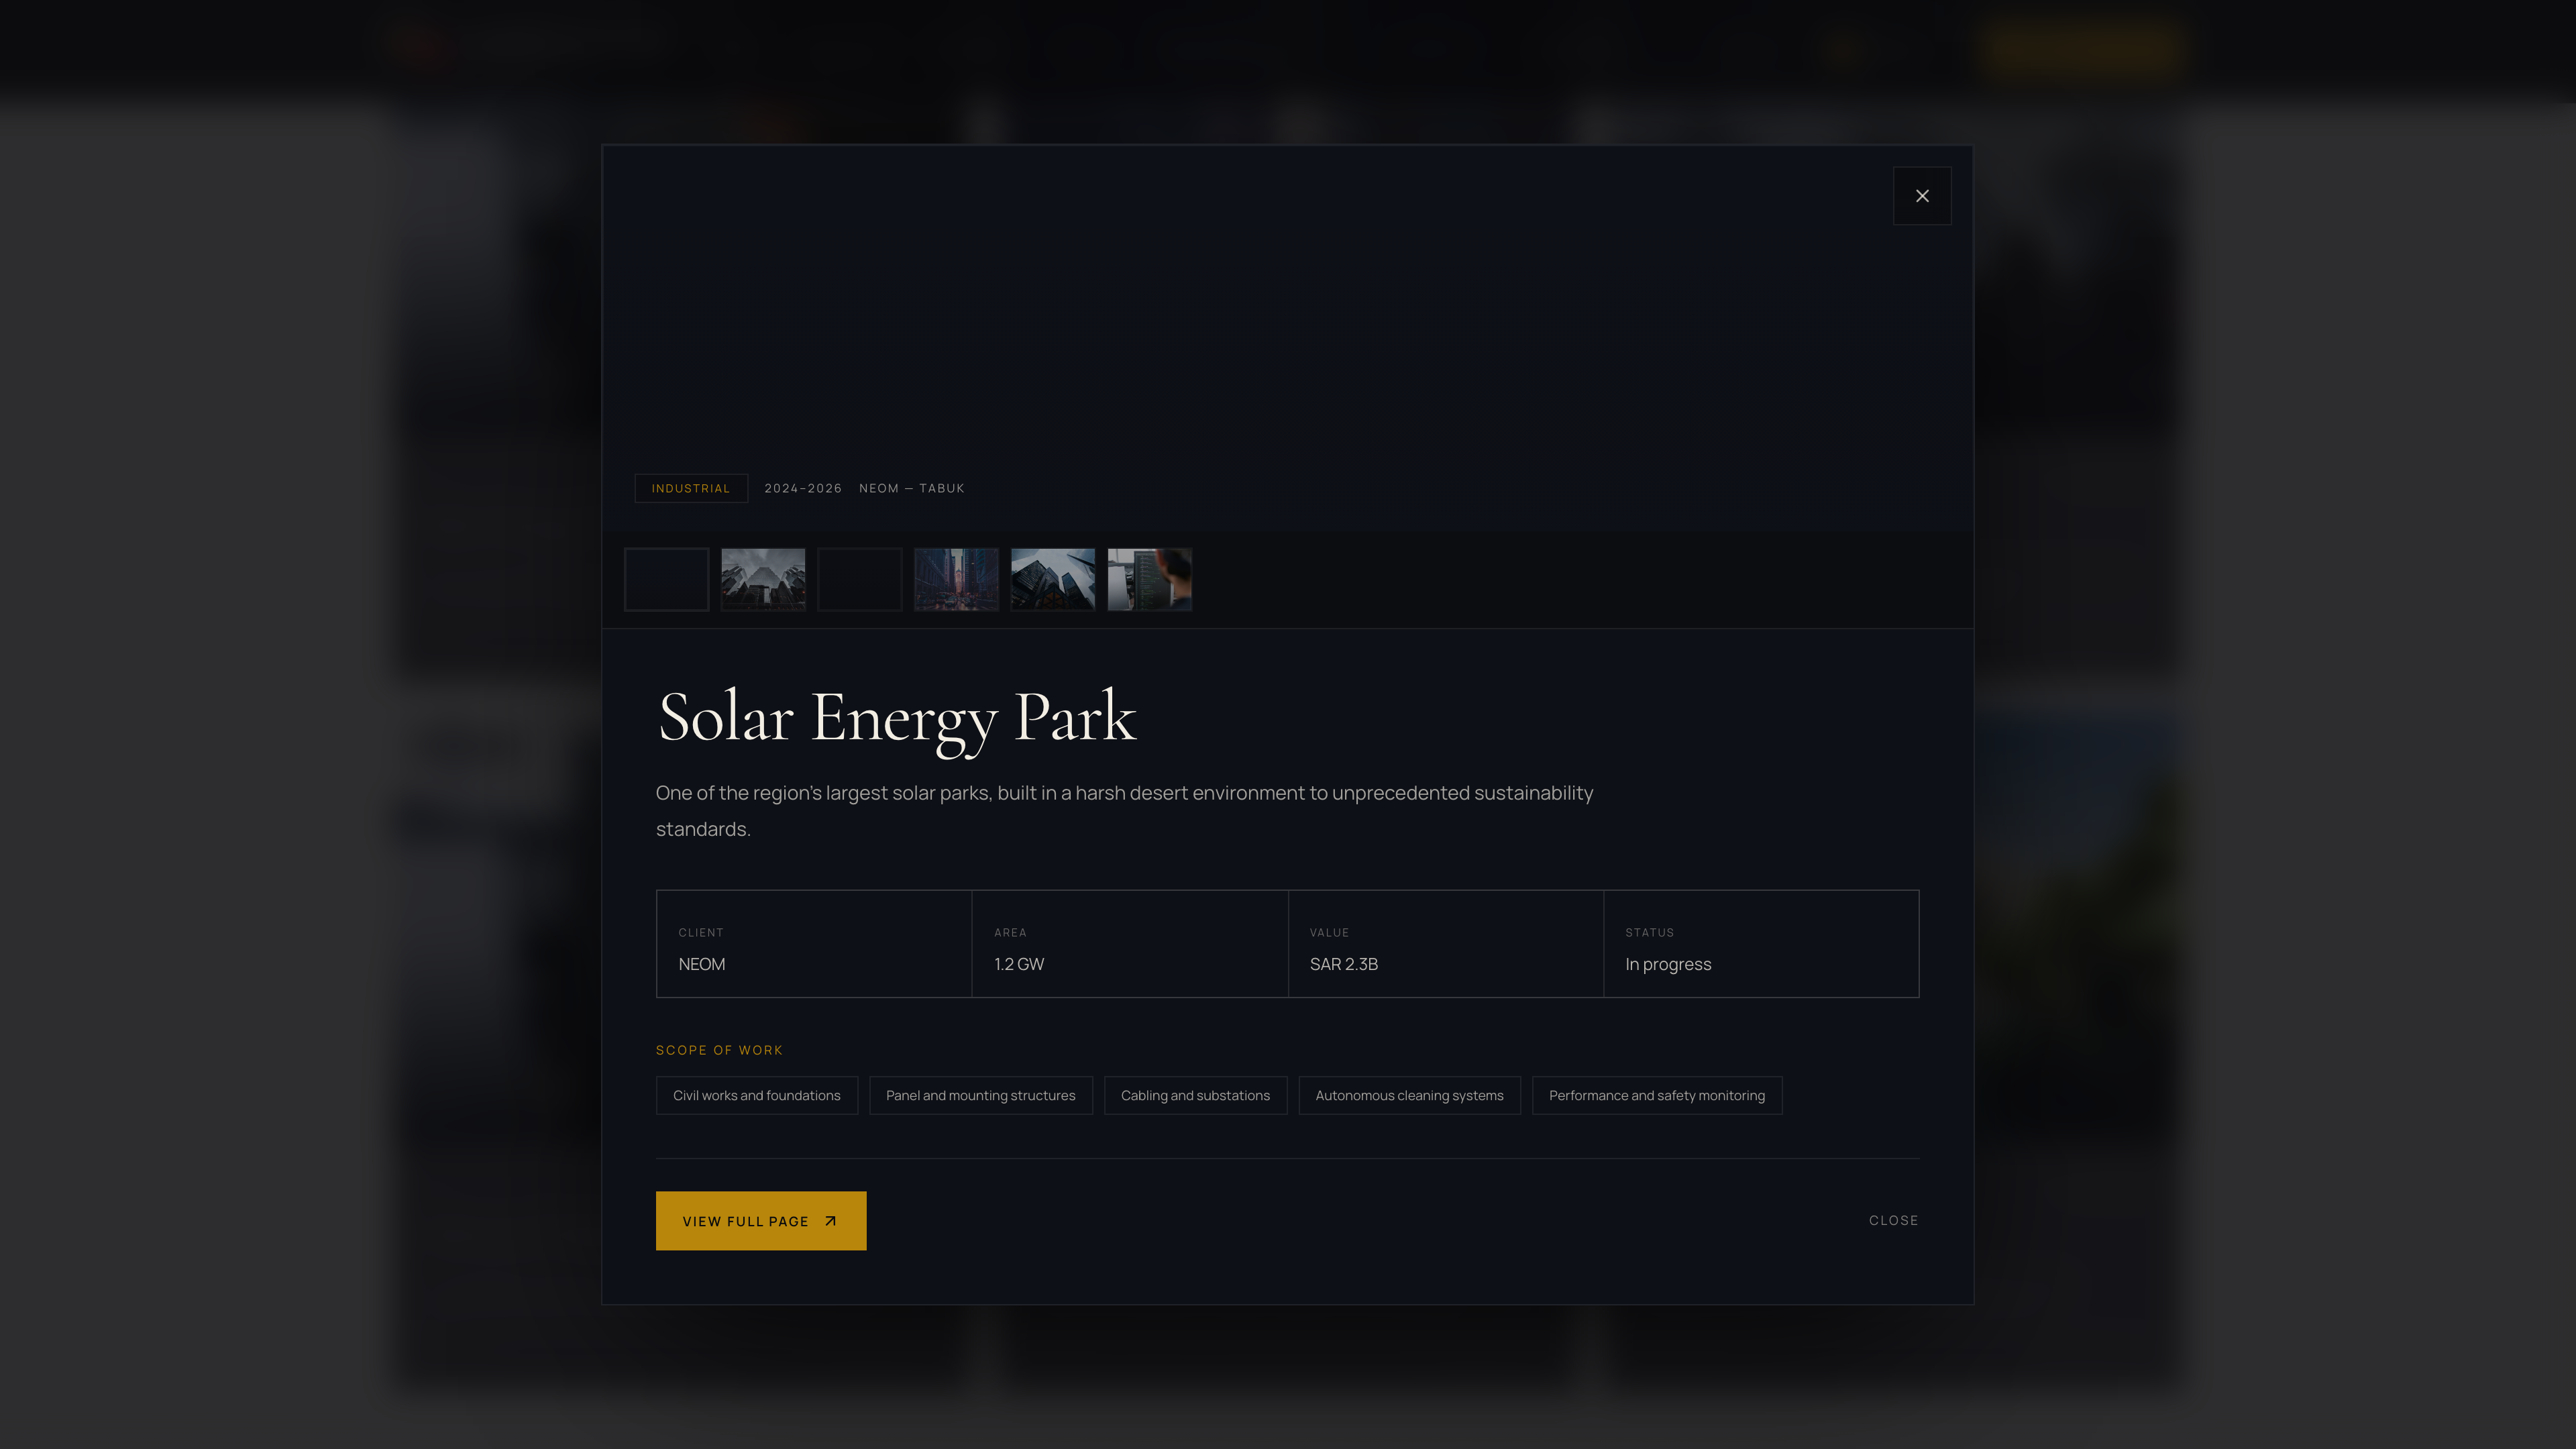 INDUSTRIAL 2024–2026 NEOM — TABUK
Solar Energy Park
One of the region's largest solar parks, built in a harsh desert environment to unprecedented sustainability
standards.
CLIENT AREA VALUE STATUS
NEOM 1.2 GW SAR 2.3B In progress
SCOPE OF WORK
Civil works and foundations Panel and mounting structures Cabling and substations Autonomous cleaning systems Performance and safety monitoring
VIEW FULL PAGE CLOSE